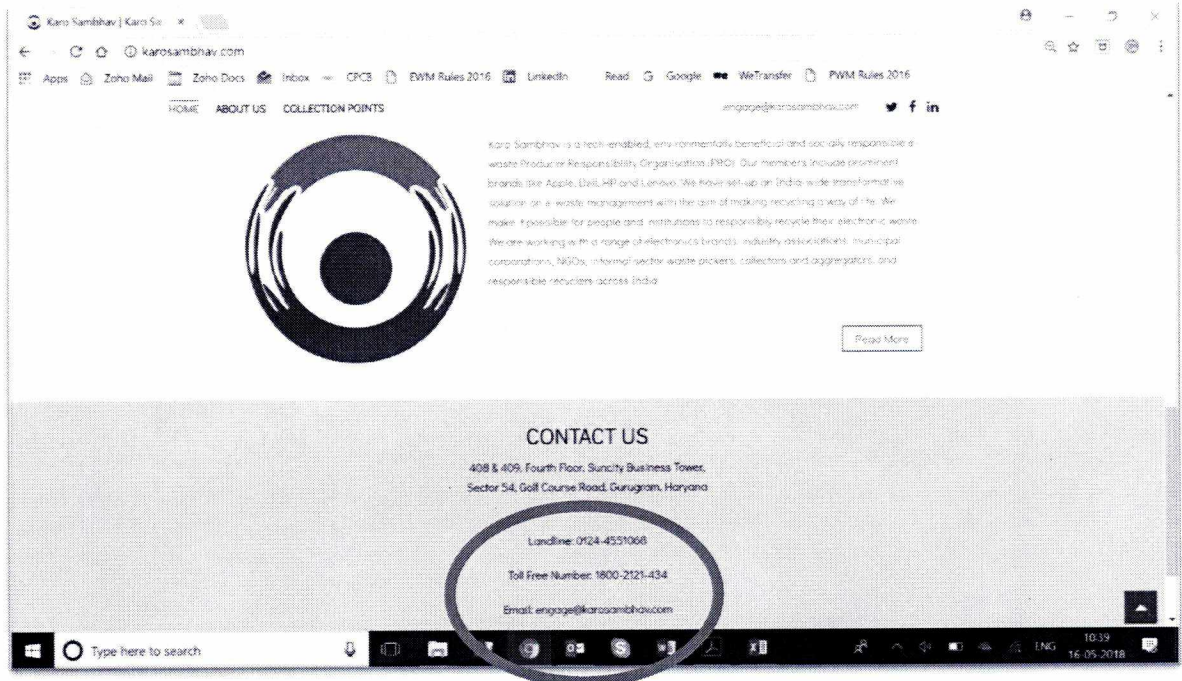 Karo Sambhav | Karo Sa
karosambhav.com
Apps Zoho Mail Zoho Docs Inbox CPCB EWM Rules 2016 LinkedIn Read G Google we WeTransfer PWM Rules 2016
HOME ABOUT US COLLECTION POINTS engage@karosambhav.com f in
Karo Sambhav is a tech-enabled, environmentally beneficial and socially responsible e
waste Producer Responsibility Organisation (PRO). Our members include prominent
brands like Apple, Dell, HP and Lenovo. We have set-up an India-wide transformative
solution on e-waste management with the aim of making recycling a way of life. We
make it possible for people and institutions to responsibly recycle their electronic waste.
We are working with a range of electronics brands, industry associations, municipal
corporations, NGOs, informal sector waste pickers, collectors and aggregators, and
responsible recyclers across India
Read More
CONTACT US
408 & 409, Fourth Floor, Suncity Business Tower,
Sector 54, Golf Course Road, Gurugram, Haryana
Landline: 0124-4551068
Toll Free Number: 1800-2121-434
Email: engage@karosambhav.com
Type here to search
ENG
10:39
16-05-2018